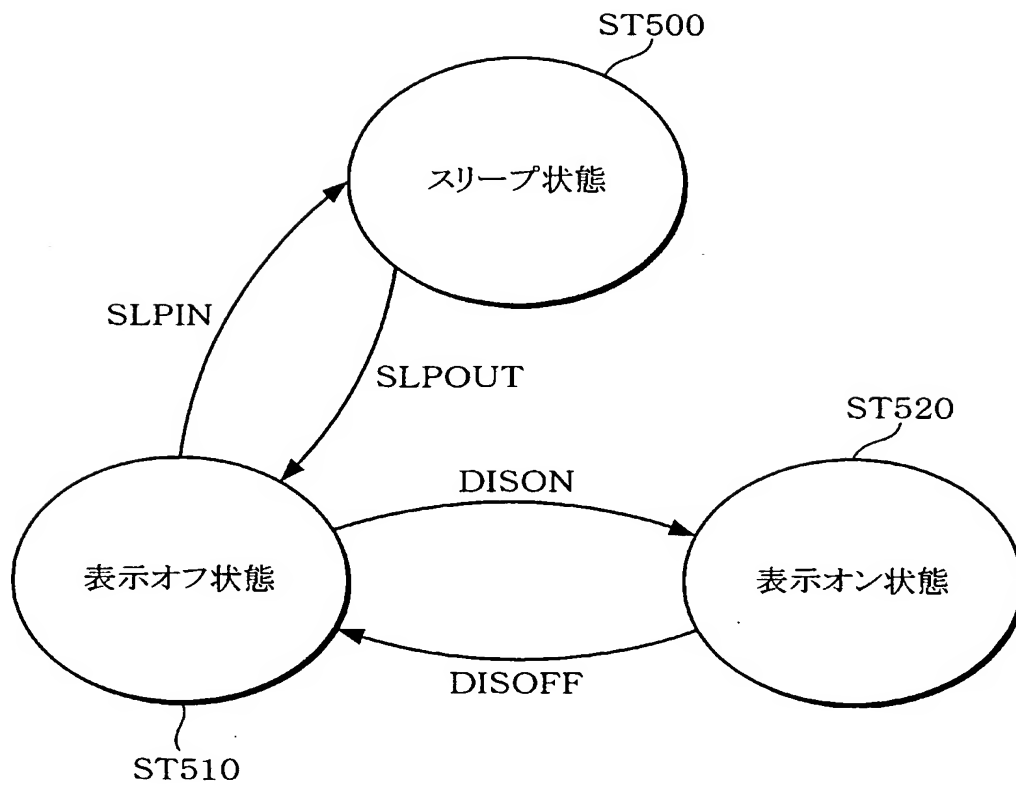 ST500
スリープ状態
SLPIN
SLPOUT
ST520
DISON
表示オフ状態
表示オン状態
DISOFF
ST510